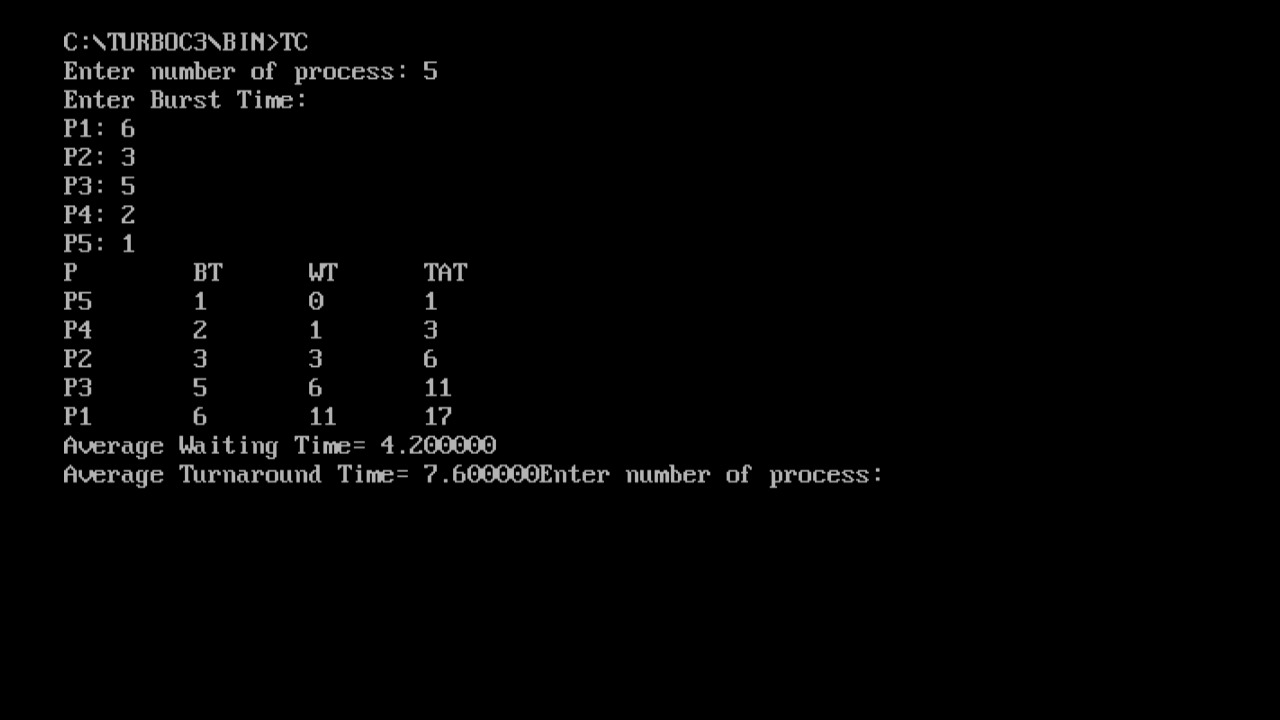 C:\TURBOC3\BIN>TC
Enter number of process: 5
Enter Burst Time:
P1: 6
P2: 3
P3: 5
P4: 2
P5: 1
P BT WT TAT
P5 1 0 1
P4 2 1 3
P2 3 3 6
P3 5 6 11
P1 6 11 17
Average Waiting Time= 4.200000
Average Turnaround Time= 7.600000Enter number of process: